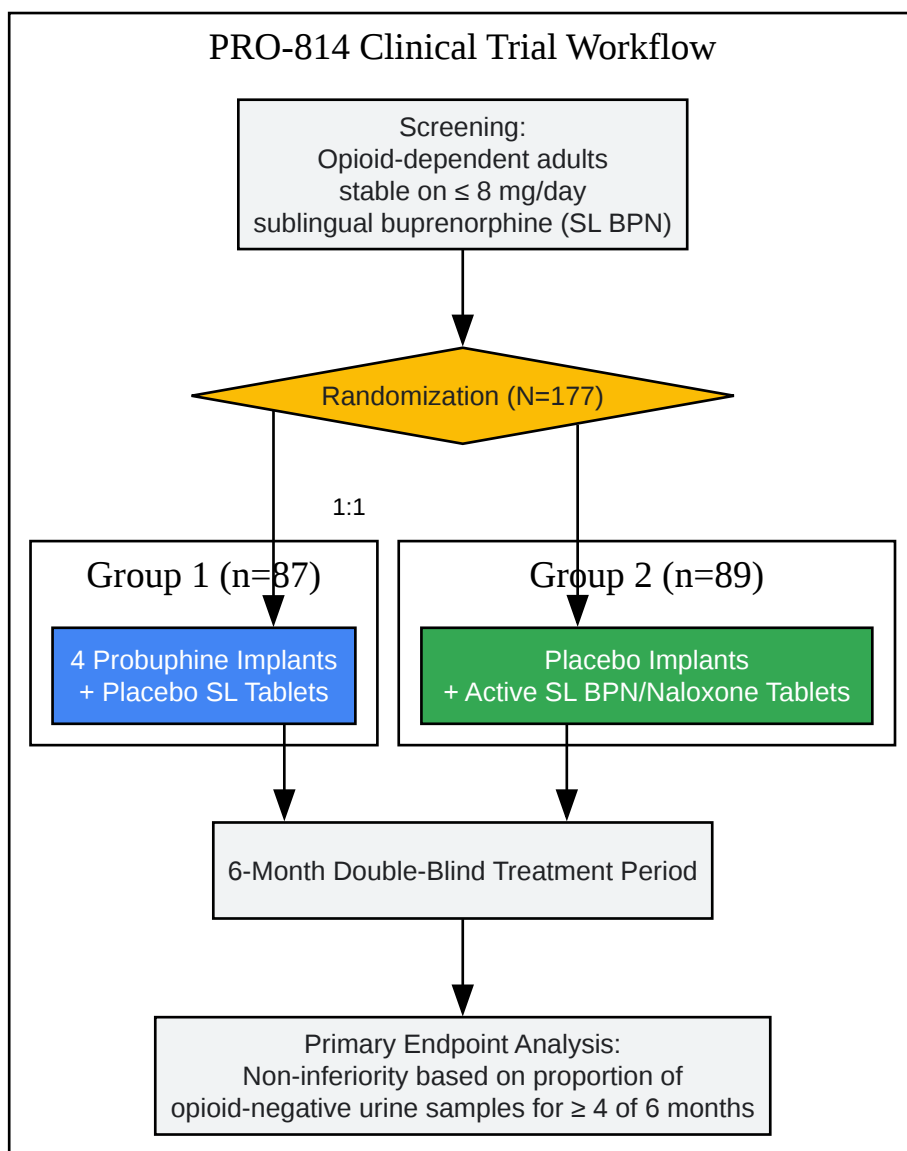 PRO-814 Clinical Trial Workflow
Screening:
Opioid-dependent adults
stable on ≤ 8 mg/day
sublingual buprenorphine (SL BPN)
Randomization (N=177)
1:1
Group 1 (n=87)
4 Probuphine Implants
+ Placebo SL Tablets
Group 2 (n=89)
Placebo Implants
+ Active SL BPN/Naloxone Tablets
6-Month Double-Blind Treatment Period
Primary Endpoint Analysis:
Non-inferiority based on proportion of
opioid-negative urine samples for ≥ 4 of 6 months